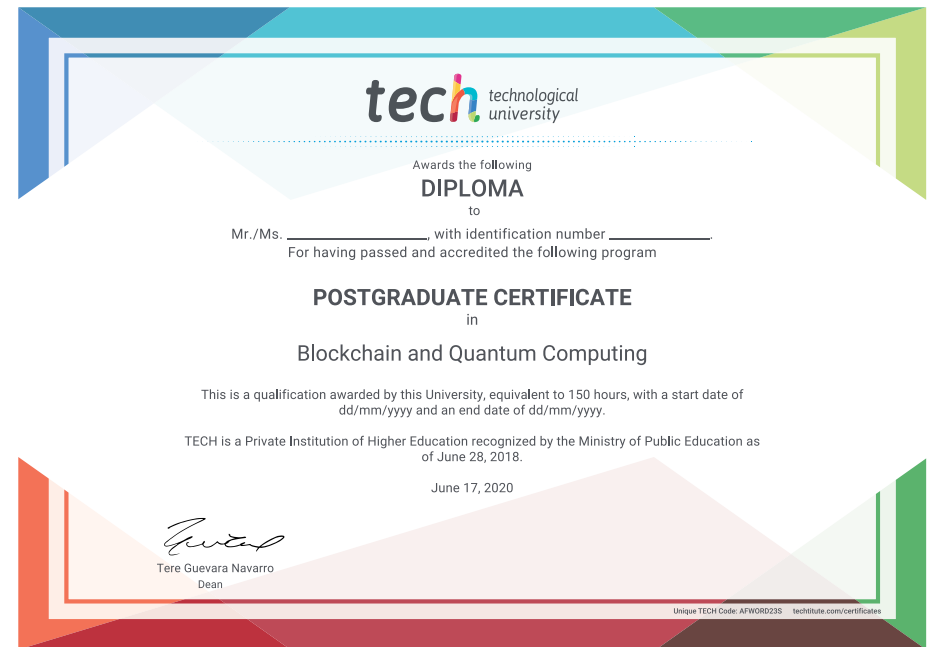 tech technological
university
Awards the following
DIPLOMA
to
Mr./Ms. ____________________, with identification number ______________.
For having passed and accredited the following program
POSTGRADUATE CERTIFICATE
in
Blockchain and Quantum Computing
This is a qualification awarded by this University, equivalent to 150 hours, with a start date of
dd/mm/yyyy and an end date of dd/mm/yyyy.
TECH is a Private Institution of Higher Education recognized by the Ministry of Public Education as
of June 28, 2018.
June 17, 2020
Tere Guevara Navarro
Dean
Unique TECH Code: AFWORD23S techtitute.com/certificates